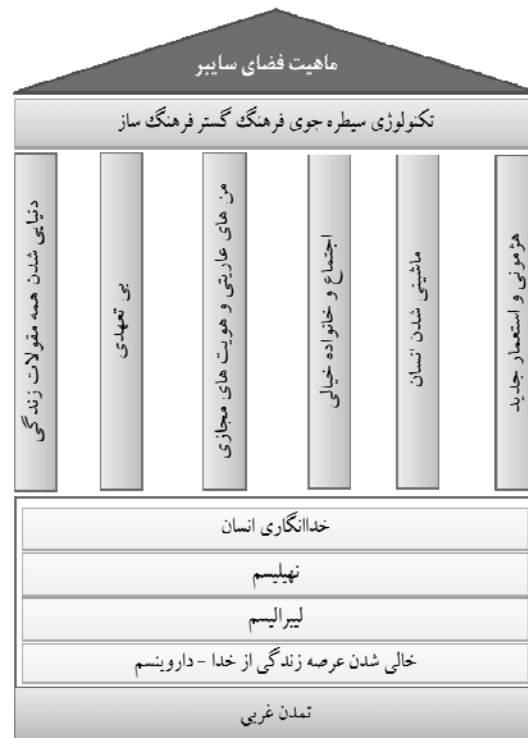 ماهیت فضای سایبر
تکنولوژی سیطره جوی فرهنگ گستر فرهنگ ساز
هژمونی و استعمار جدید
ماشینی شدن انسان
اجتماع و خانواده خیالی
من های عاریتی و هویت های مجازی
بی تعهدی
دنیایی شدن همه مقولات زندگی
خداانگاری انسان
نهیلیسم
لیبرالیسم
خالی شدن عرصه زندگی از خدا - داروینسم
تمدن غربی